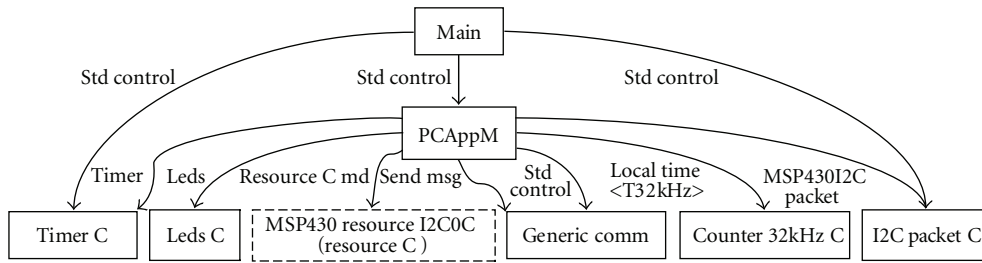 Main
Std control
Std control
Std control
PCAppM
Timer
Leds
Resource C md
Send msg
Std
control
Local time
<T32kHz>
MSP430I2C
packet
Timer C
Leds C
MSP430 resource I2C0C
(resource C )
Generic comm
Counter 32kHz C
I2C packet C